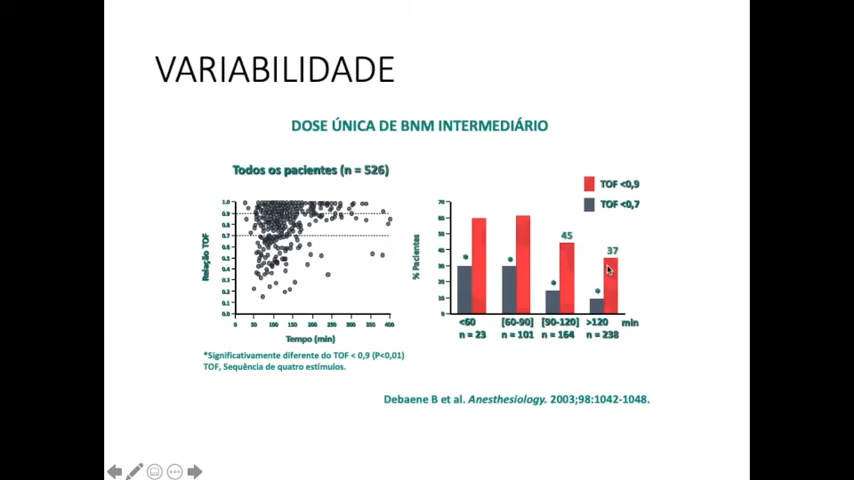 VARIABILIDADE
DOSE ÚNICA DE BNM INTERMEDIÁRIO
Todos os pacientes (n = 526)
Relação TOF
1.0
0.9
0.8
0.7
0.6
0.5
0.4
0.3
0.2
0.1
0.0
0 50 100 150 200 250 300 350 400
Tempo (min)
TOF <0,9
TOF <0,7
% Pacientes
70
60
50
40
30
20
10
0
45
37
* * * *
<60 [60-90] [90-120] >120 min
n = 23 n = 101 n = 164 n = 238
*Significativamente diferente do TOF < 0,9 (P<0,01)
TOF, Sequência de quatro estímulos.
Debaene B et al. Anesthesiology. 2003;98:1042-1048.